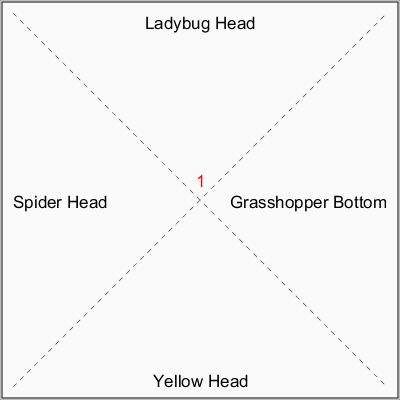 Ladybug Head
1
Spider Head
Grasshopper Bottom
Yellow Head